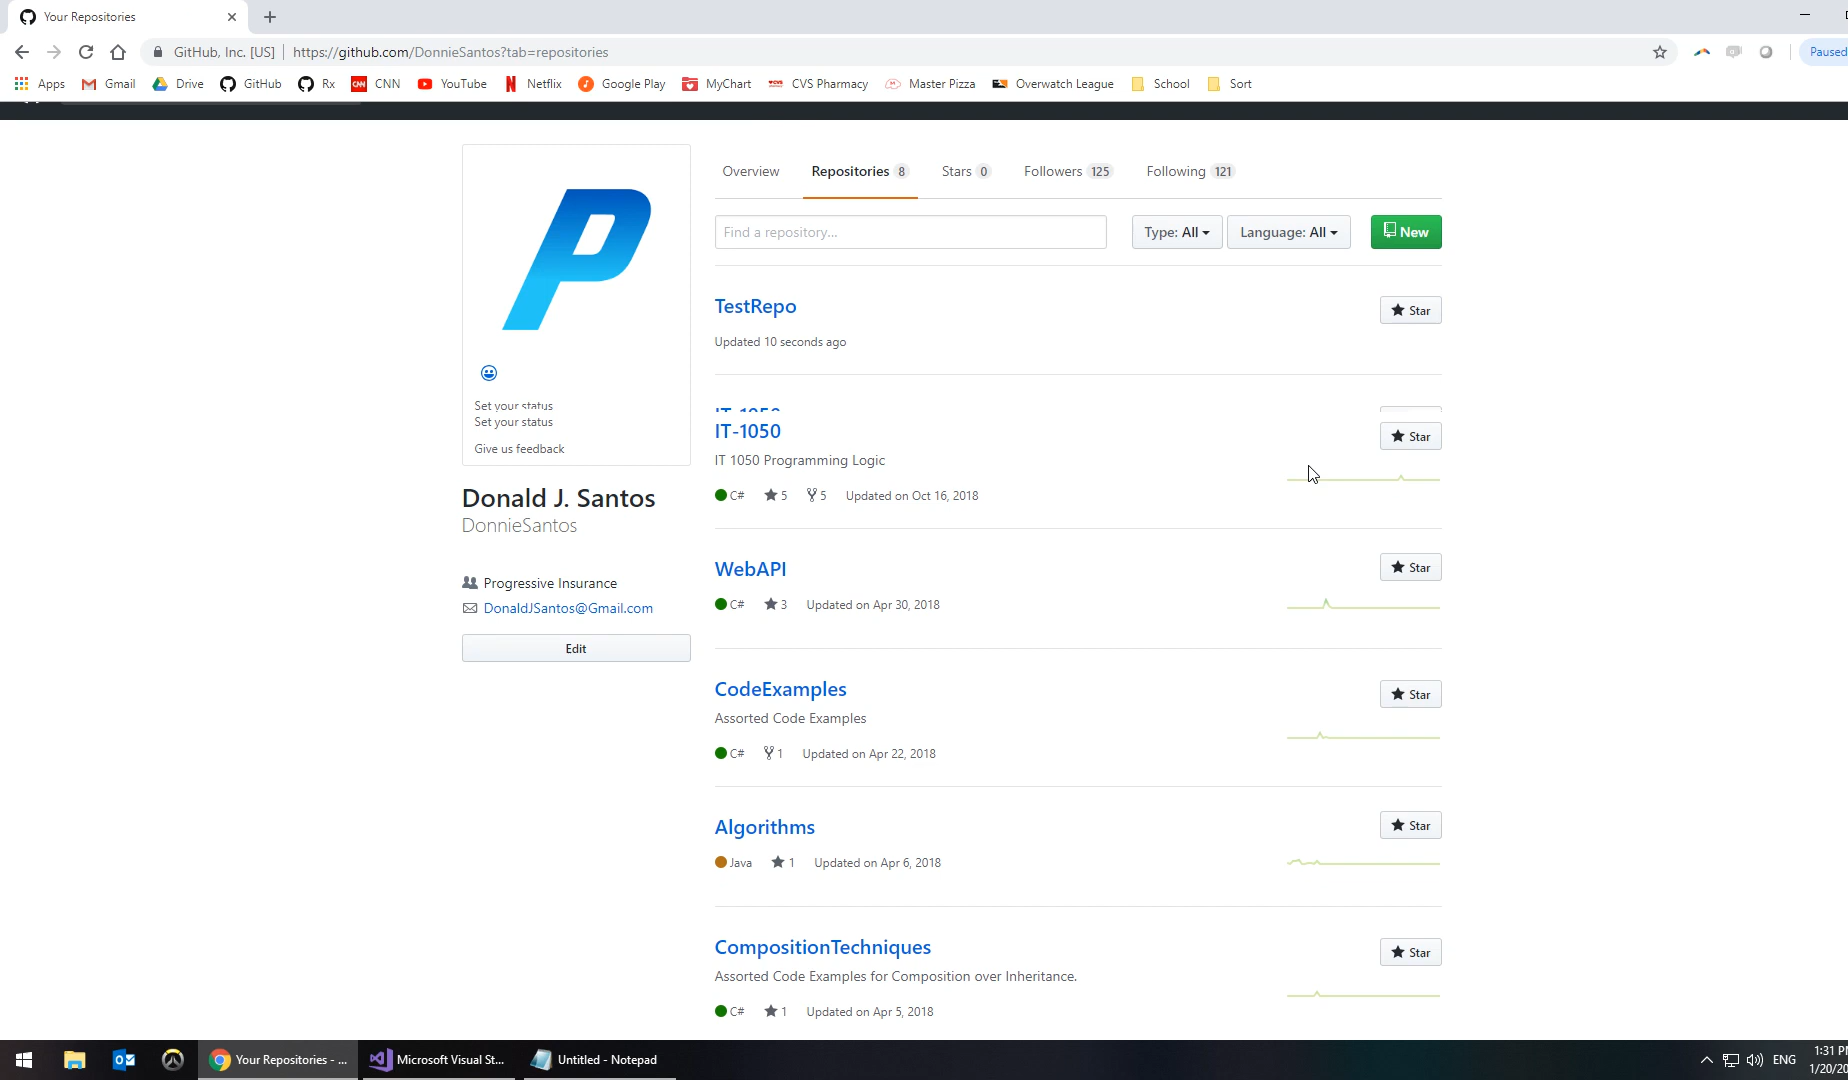 Your Repositories
GitHub, Inc. [US] https://github.com/DonnieSantos?tab=repositories
Paused
Apps Gmail Drive GitHub Rx CNN YouTube Netflix Google Play MyChart CVS Pharmacy Master Pizza Overwatch League School Sort
Overview Repositories 8 Stars 0 Followers 125 Following 121
Find a repository... Type: All Language: All New
TestRepo Star
Updated 10 seconds ago
Set your status
Set your status
Give us feedback
Donald J. Santos
DonnieSantos
Progressive Insurance
DonaldJSantos@Gmail.com
Edit
IT-1050
IT-1050 Star
IT 1050 Programming Logic
C# 5 5 Updated on Oct 16, 2018
WebAPI Star
C# 3 Updated on Apr 30, 2018
CodeExamples Star
Assorted Code Examples
C# 1 Updated on Apr 22, 2018
Algorithms Star
Java 1 Updated on Apr 6, 2018
CompositionTechniques Star
Assorted Code Examples for Composition over Inheritance.
C# 1 Updated on Apr 5, 2018
Your Repositories - ... Microsoft Visual St... Untitled - Notepad ENG
1:31 P
1/20/20